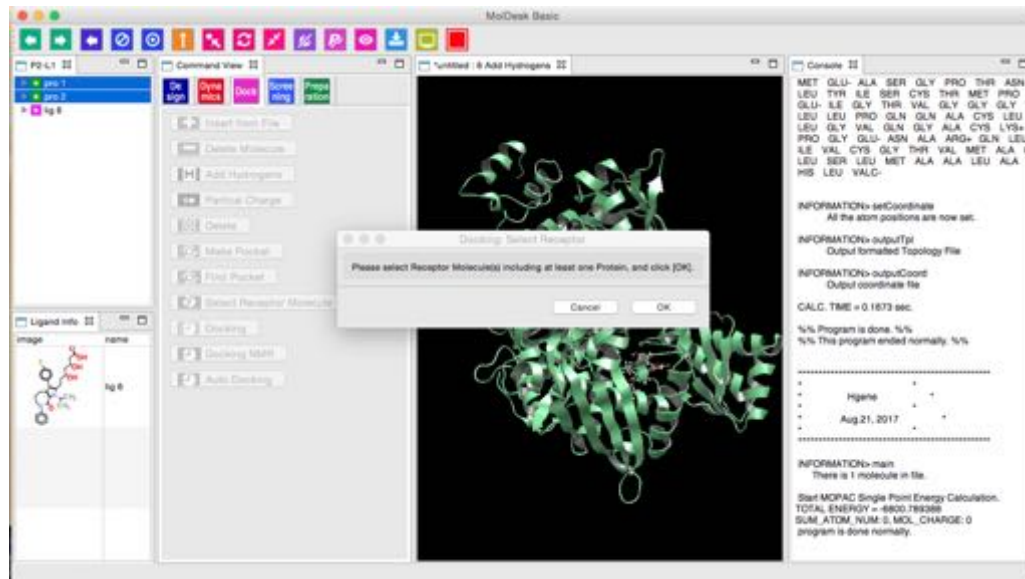 MolDesk Basic
P2-L1
pro 1
pro 2
lig 6
Command View
De sign
Dyna mics
Dock
Scree ning
Prepa ration
Insert from File
Delete Molecule
[H] Add Hydrogens
Partical Charge
Delete
Make Pocket
Find Pocket
Select Receptor Molecule
Docking
Docking NMR
Auto Docking
*untitled : 6 Add Hydrogens
Docking: Select Receptor
Please select Receptor Molecule(s) including at least one Protein, and click [OK].
Cancel
OK
Ligand Info
image
name
lig 6
Console
MET GLU- ALA SER GLY PRO THR ASN
LEU TYR ILE SER CYS THR MET PRO
GLU- ILE GLY THR VAL GLY GLY GLY
LEU LEU PRO GLN GLN ALA CYS LEU
LEU GLY VAL GLN GLY ALA CYS LYS+
PRO GLY GLU- ASN ALA ARG+ GLN LEU
ILE VAL CYS GLY THR VAL MET ALA
LEU SER LEU MET ALA ALA LEU ALA
HIS LEU VALC-
INFORMATION> setCoordinate
All the atom positions are now set.
INFORMATION> outputTpl
Output formatted Topology File
INFORMATION> outputCoord
Output coordinate file
CALC. TIME = 0.1673 sec.
%% Program is done. %%
%% This program ended normally. %%
Hgene
Aug.21, 2017
INFORMATION> main
There is 1 molecule in file.
Start MOPAC Single Point Energy Calculation.
TOTAL ENERGY = -6800.789388
SUM_ATOM_NUM: 0, MOL_CHARGE: 0
program is done normally.